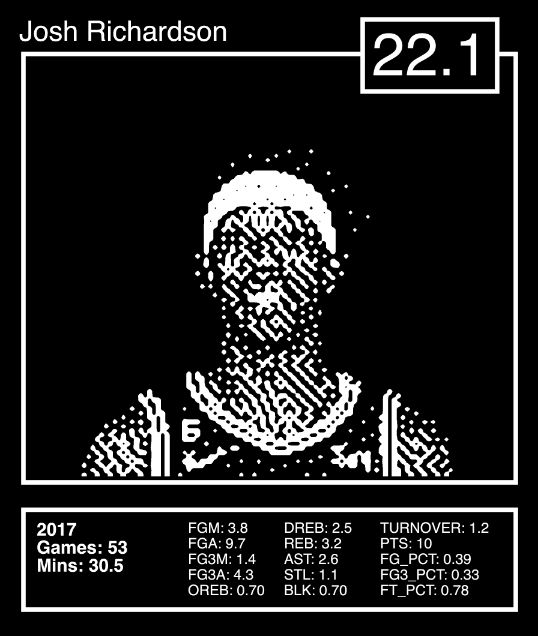 Josh Richardson
22.1
2017
Games: 53
Mins: 30.5
FGM: 3.8
FGA: 9.7
FG3M: 1.4
FG3A: 4.3
OREB: 0.70
DREB: 2.5
REB: 3.2
AST: 2.6
STL: 1.1
BLK: 0.70
TURNOVER: 1.2
PTS: 10
FG_PCT: 0.39
FG3_PCT: 0.33
FT_PCT: 0.78